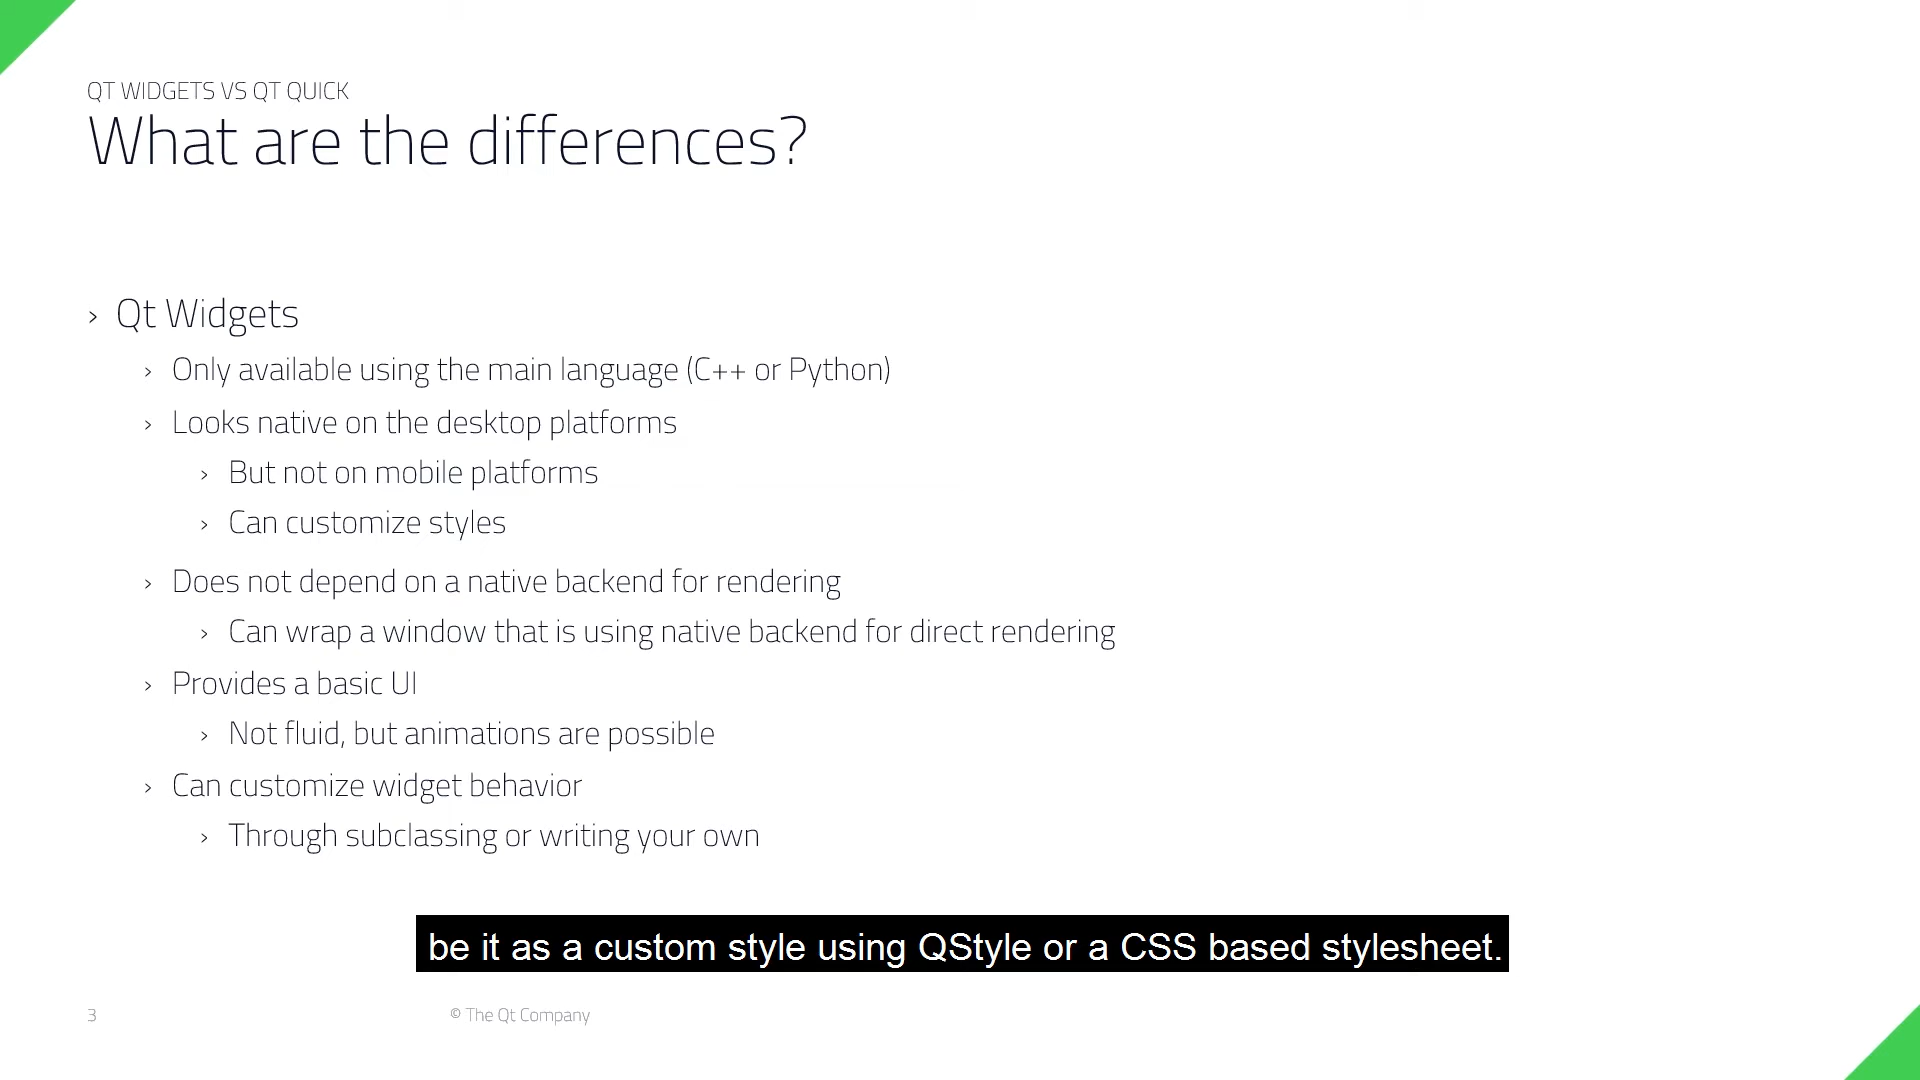 QT WIDGETS VS QT QUICK
What are the differences?
› Qt Widgets
› Only available using the main language (C++ or Python)
› Looks native on the desktop platforms
› But not on mobile platforms
› Can customize styles
› Does not depend on a native backend for rendering
› Can wrap a window that is using native backend for direct rendering
› Provides a basic UI
› Not fluid, but animations are possible
› Can customize widget behavior
› Through subclassing or writing your own
be it as a custom style using QStyle or a CSS based stylesheet.
3
© The Qt Company